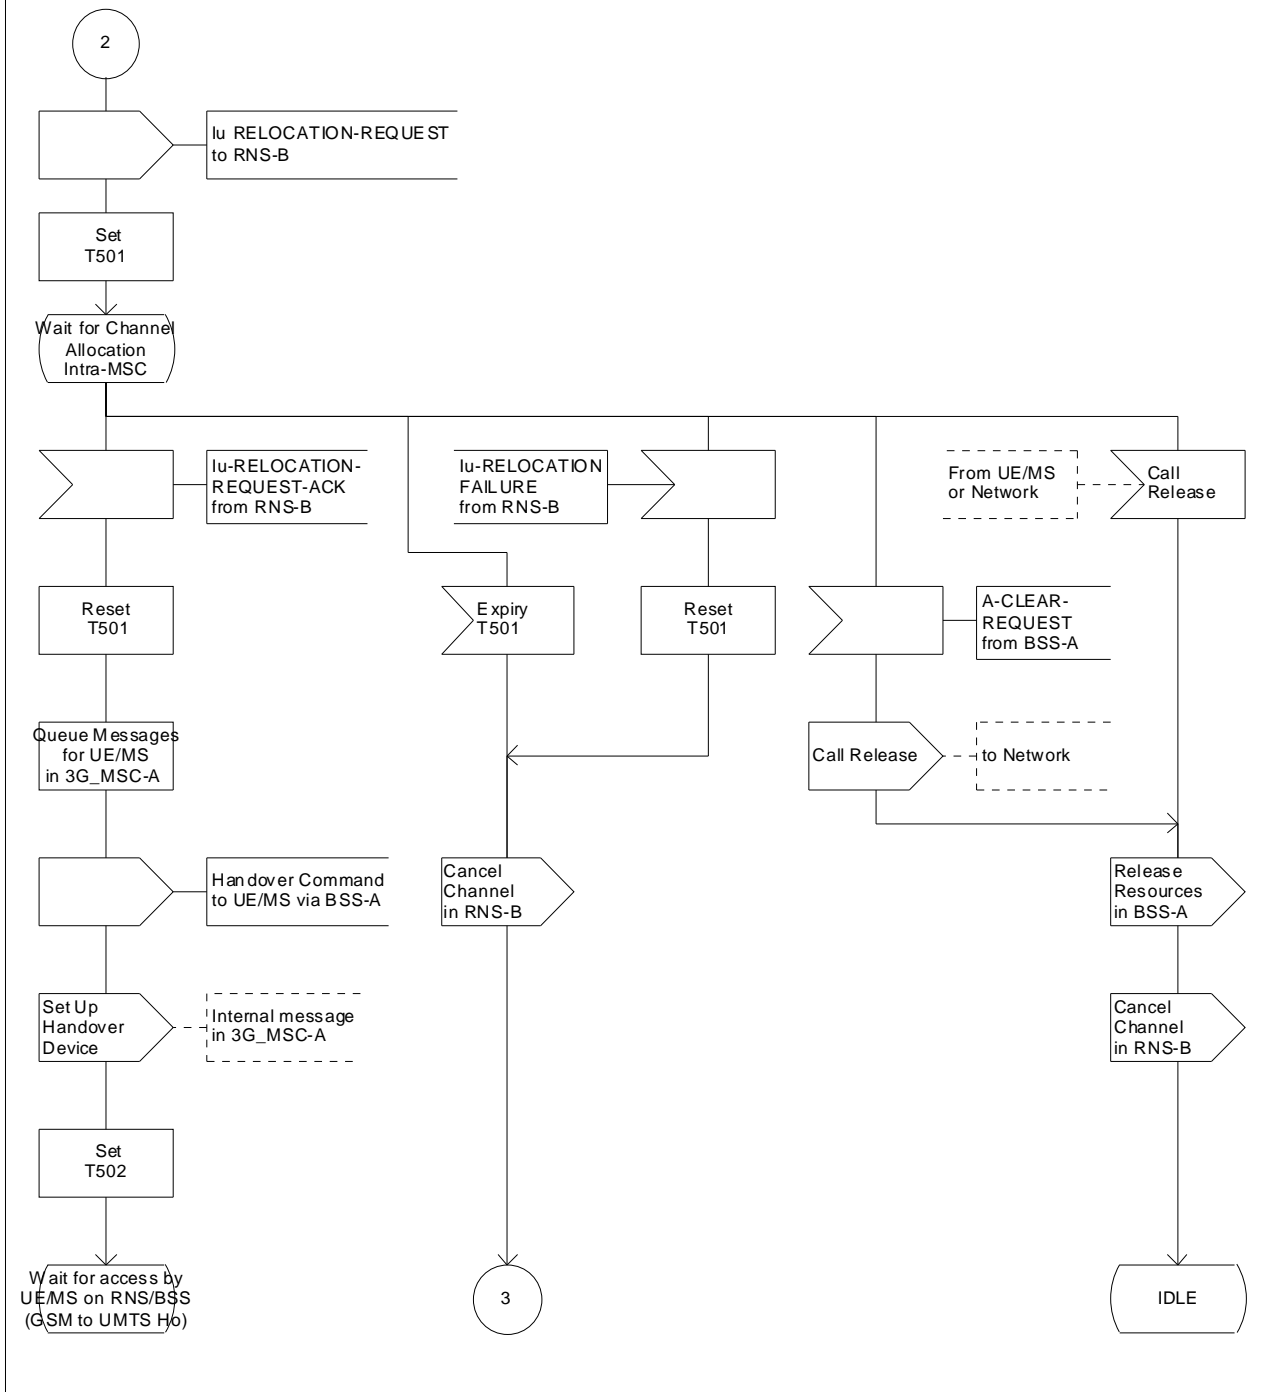 2
Iu RELOCATION-REQUEST
to RNS-B
Set
T501
Wait for Channel
Allocation
Intra-MSC
Iu-RELOCATION-
REQUEST-ACK
from RNS-B
Iu-RELOCATION
FAILURE
from RNS-B
From UE/MS
or Network
Call
Release
Reset
T501
Expiry
T501
Reset
T501
A-CLEAR-
REQUEST
from BSS-A
Queue Messages
for UE/MS
in 3G_MSC-A
Call Release
to Network
Handover Command
to UE/MS via BSS-A
Cancel
Channel
in RNS-B
Release
Resources
in BSS-A
Set Up
Handover
Device
Internal message
in 3G_MSC-A
Cancel
Channel
in RNS-B
Set
T502
Wait for access by
UE/MS on RNS/BSS
(GSM to UMTS Ho)
3
IDLE